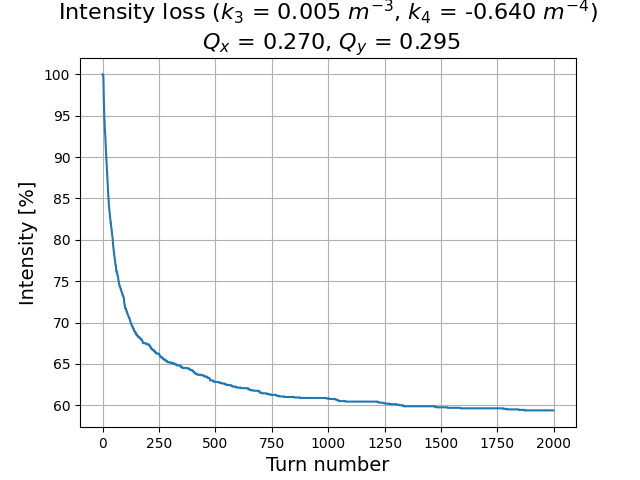 Intensity loss (k₃ = 0.005 m⁻³, k₄ = -0.640 m⁻⁴)
Qₓ = 0.270, Qᵧ = 0.295
100
95
90
85
80
75
70
65
60
Intensity [%]
0 250 500 750 1000 1250 1500 1750 2000
Turn number